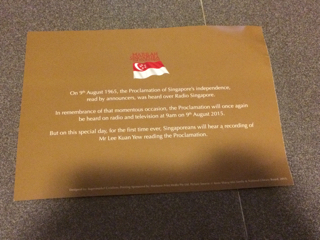 On 9th August 1965, the Proclamation of Singapore's independence,
read by announcers, was heard over Radio Singapore.
In remembrance of that momentous occasion, the Proclamation will once again
be heard on radio and television at 9am on 9th August 2015.
But on this special day, for the first time ever, Singaporeans will hear a recording of
Mr Lee Kuan Yew reading the Proclamation.